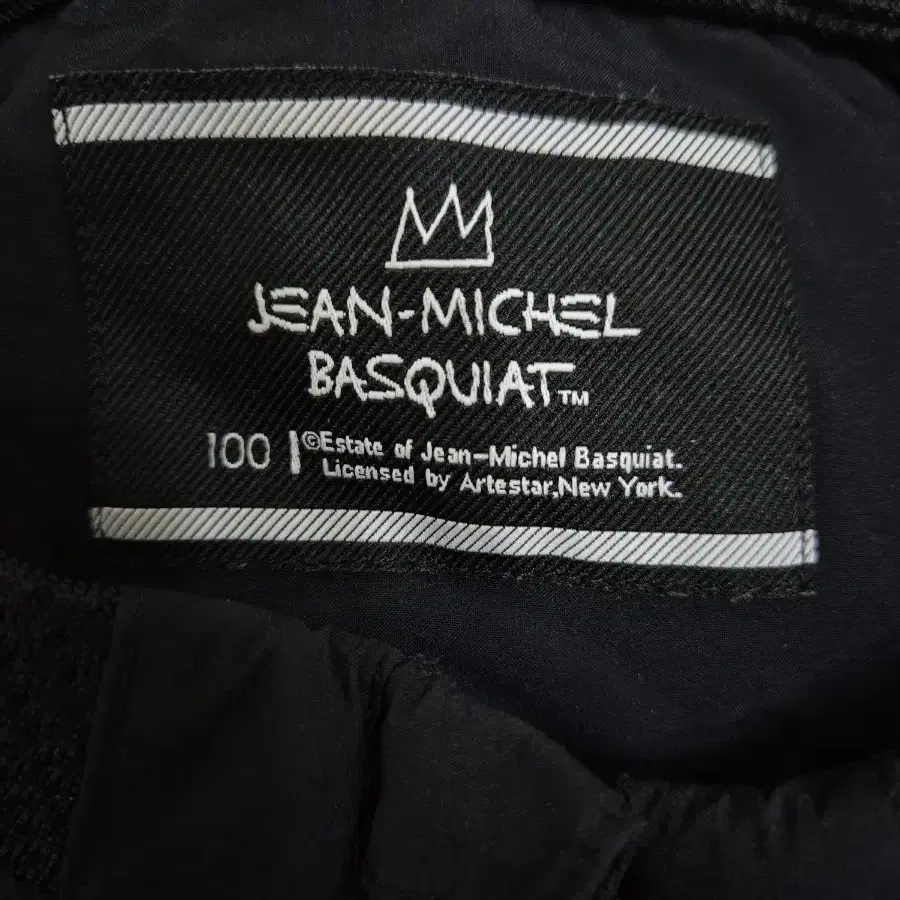 JEAN-MICHEL
BASQUIAT™
100 ©Estate of Jean-Michel Basquiat.
Licensed by Artestar,New York.